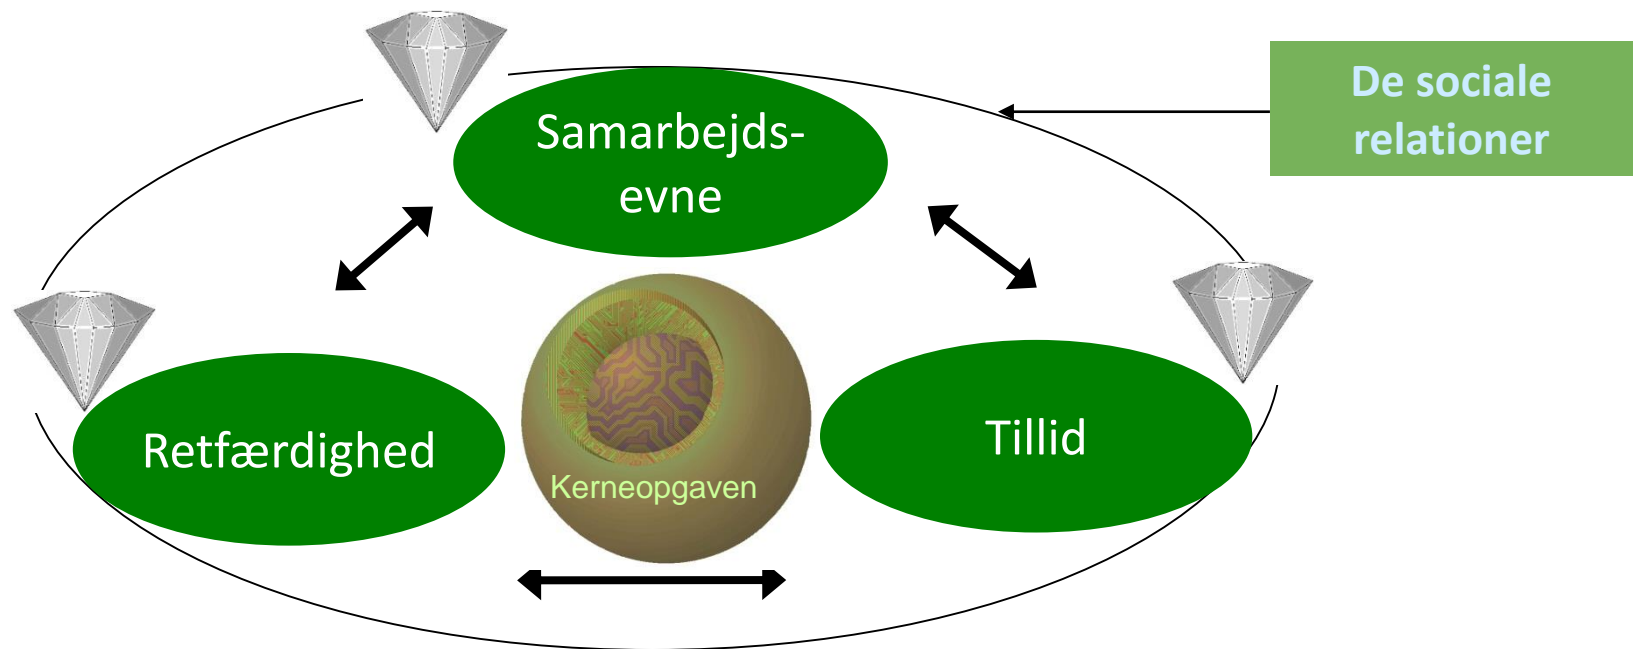 De sociale
relationer
Samarbejds-
evne
Retfærdighed
Tillid
Kerneopgaven